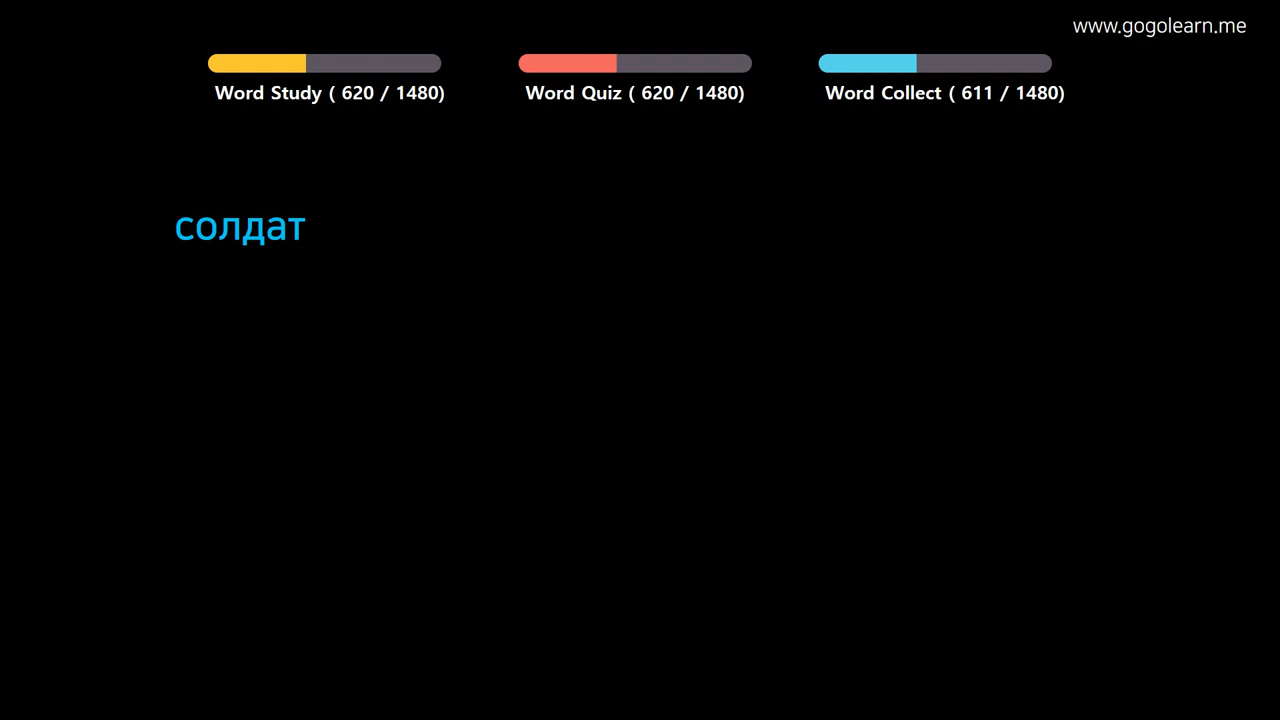 www.gogolearn.me
Word Study ( 620 / 1480) Word Quiz ( 620 / 1480) Word Collect ( 611 / 1480)
солдат